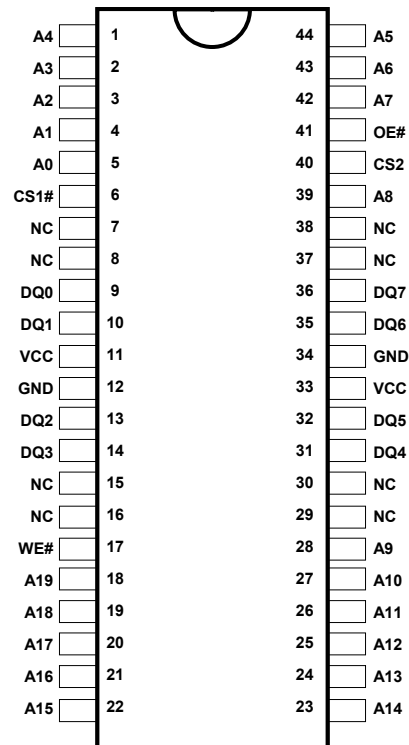 A4 1 44 A5
A3 2 43 A6
A2 3 42 A7
A1 4 41 OE#
A0 5 40 CS2
CS1# 6 39 A8
NC 7 38 NC
NC 8 37 NC
DQ0 9 36 DQ7
DQ1 10 35 DQ6
VCC 11 34 GND
GND 12 33 VCC
DQ2 13 32 DQ5
DQ3 14 31 DQ4
NC 15 30 NC
NC 16 29 NC
WE# 17 28 A9
A19 18 27 A10
A18 19 26 A11
A17 20 25 A12
A16 21 24 A13
A15 22 23 A14